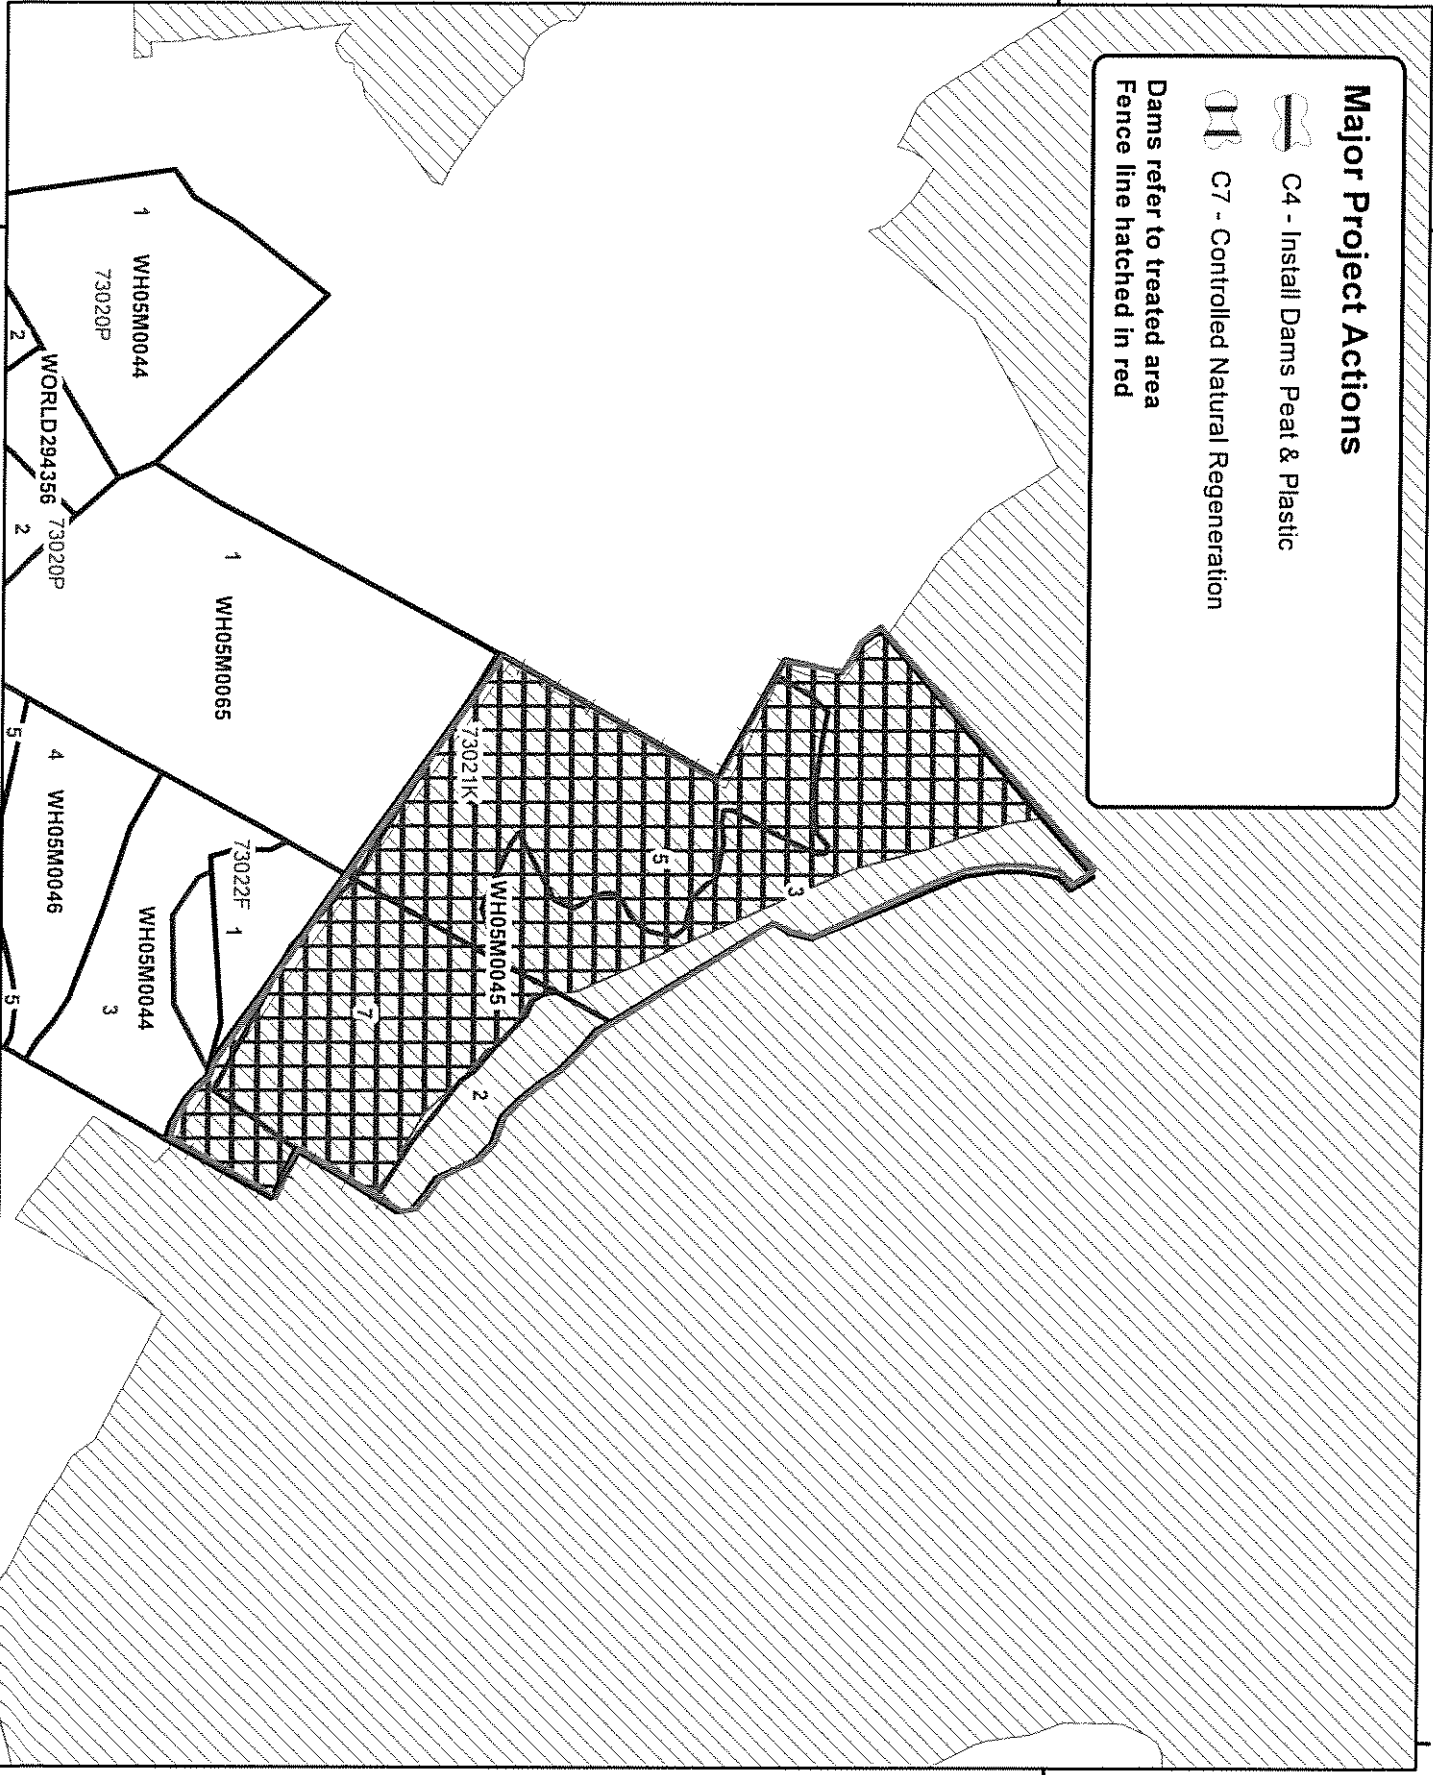 Major Project Actions
C4 - Install Dams Peat & Plastic
C7 - Controlled Natural Regeneration
Dams refer to treated area
Fence line hatched in red
3
5
WH05M0045
73021K
2
7
1
WH05M0065
73022F
1
WH05M0044
3
1
WH05M0044
73020P
4
WH05M0046
WORLD294356
73020P
2
2
5
5